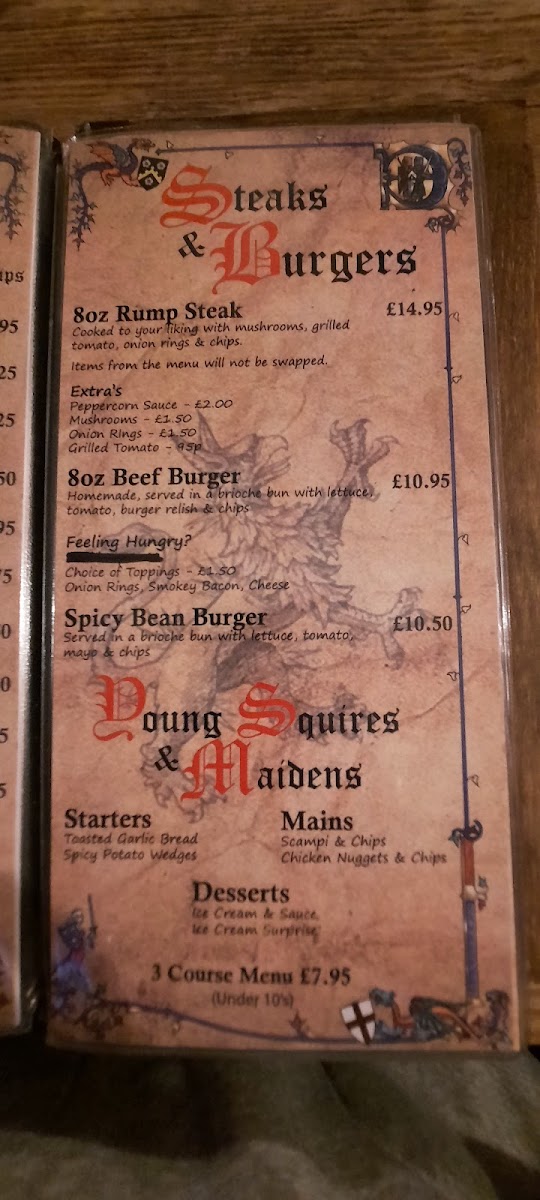 Steaks
& Burgers
8oz Rump Steak £14.95
Cooked to your liking with mushrooms, grilled
tomato, onion rings & chips.
Items from the menu will not be swapped.
Extra's
Peppercorn Sauce - £2.00
Mushrooms - £1.50
Onion Rings - £1.50
Grilled Tomato - 95p
8oz Beef Burger £10.95
Homemade, served in a brioche bun with lettuce,
tomato, burger relish & chips
Feeling Hungry?
Choice of Toppings - £1.50
Onion Rings, Smokey Bacon, Cheese
Spicy Bean Burger £10.50
Served in a brioche bun with lettuce, tomato,
mayo & chips
Young Squires
& Maidens
Starters
Toasted Garlic Bread
Spicy Potato Wedges
Mains
Scampi & Chips
Chicken Nuggets & Chips
Desserts
Ice Cream & Sauce
Ice Cream Surprise
3 Course Menu £7.95
(Under 10's)